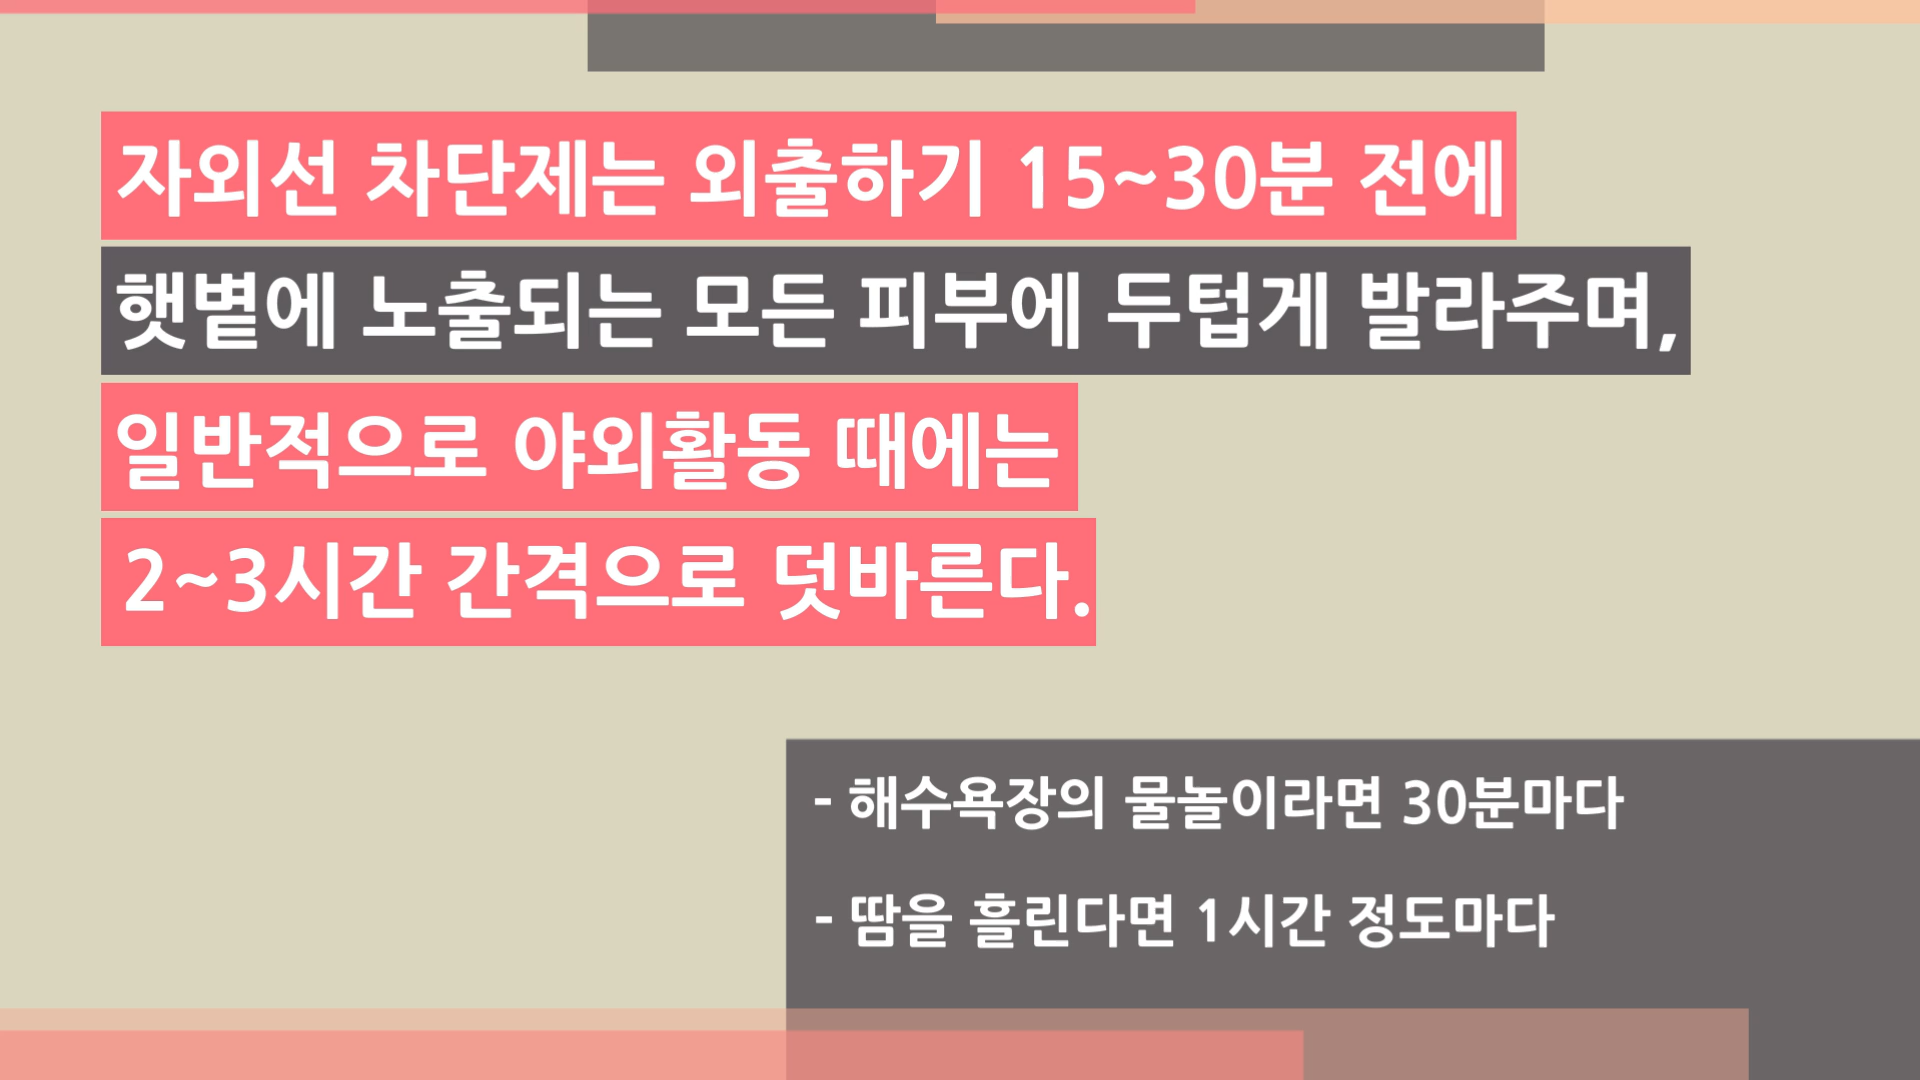 자외선 차단제는 외출하기 15~30분 전에
햇볕에 노출되는 모든 피부에 두텁게 발라주며,
일반적으로 야외활동 때에는
2~3시간 간격으로 덧바른다.
- 해수욕장의 물놀이라면 30분마다
- 땀을 흘린다면 1시간 정도마다